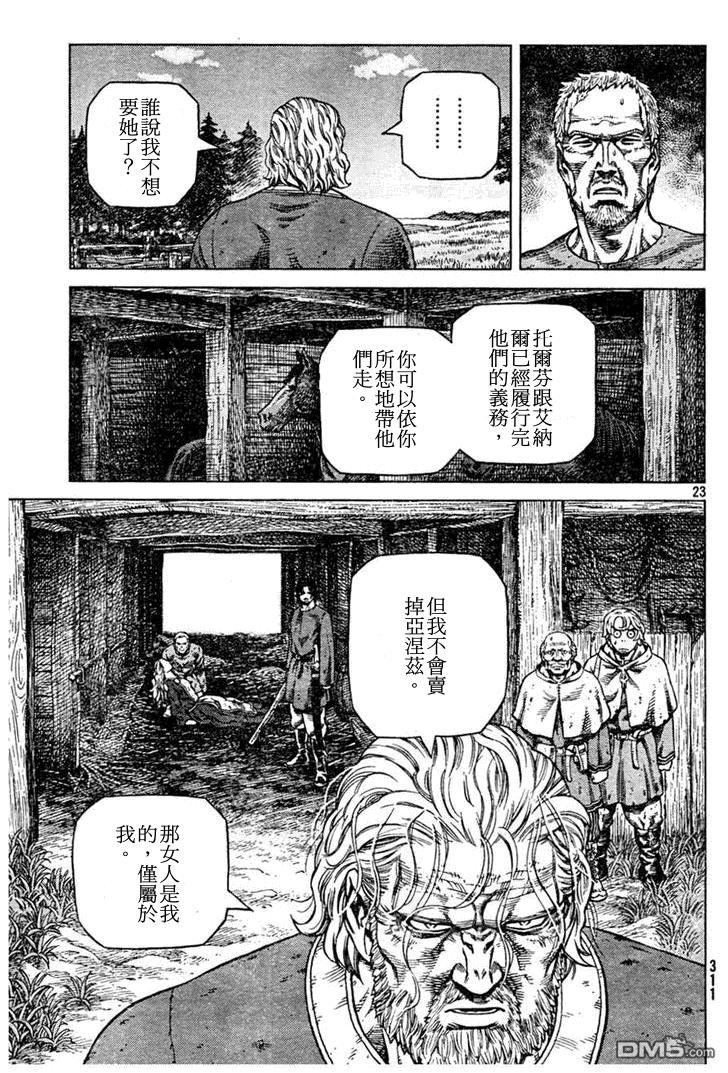 ⋯⋯⋯⋯
誰說我不想
要她了?
托爾芬跟艾納
爾已經履行完
他們的義務，
你可以依你
所想地帶他
們走。
23
但我不會賣
掉亞涅茲。
那女人是我
的，僅屬於
我。
311
DM5.com